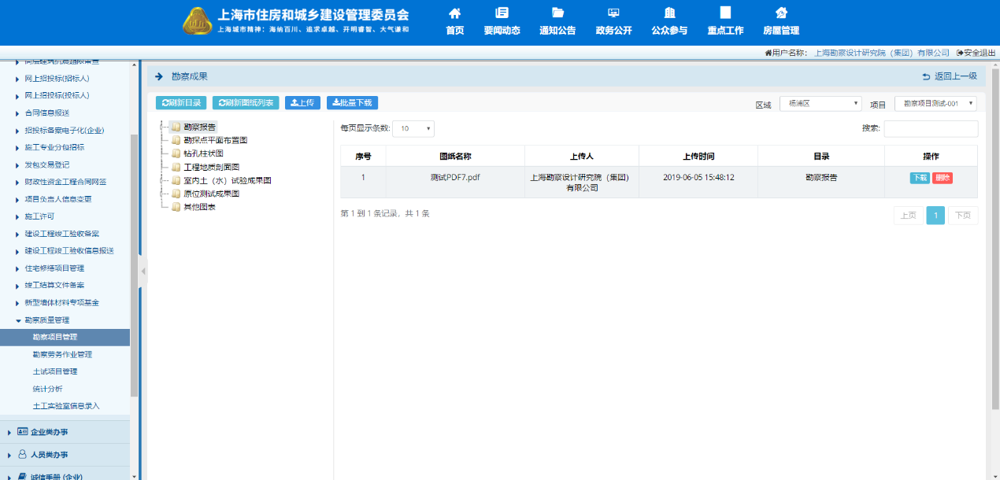 上海市住房和城乡建设管理委员会
上海城市精神：海纳百川、追求卓越、开明睿智、大气谦和
首页 要闻动态 通知公告 政务公开 公众参与 重点工作 房屋管理
用户名称： 上海勘察设计研究院（集团）有限公司 安全退出
高层建筑抗震超限备查
网上招投标(招标人)
网上招投标(投标人)
合同信息报送
招投标备案电子化(企业)
施工专业分包招标
发包交易登记
财政性资金工程合同网签
项目负责人信息变更
施工许可
建设工程竣工验收备案
建设工程竣工验收信息报送
住宅修缮项目管理
竣工结算文件备案
新型墙体材料专项基金
勘察质量管理
勘察项目管理
勘察劳务作业管理
土试项目管理
统计分析
土工实验室信息录入
企业类办事
人员类办事
诚信手册 (企业)
勘察成果 返回上一级
刷新目录 刷新图纸列表 上传 批量下载 区域 杨浦区 项目 勘察项目测试-001
勘察报告
勘探点平面布置图
钻孔柱状图
工程地质剖面图
室内土（水）试验成果图
原位测试成果图
其他图表
每页显示条数: 10 搜索:
序号 图纸名称 上传人 上传时间 目录 操作
1 测试PDF7.pdf 上海勘察设计研究院（集团）有限公司 2019-06-05 15:48:12 勘察报告 下载 删除
第 1 到 1 条记录，共 1 条 上页 1 下页